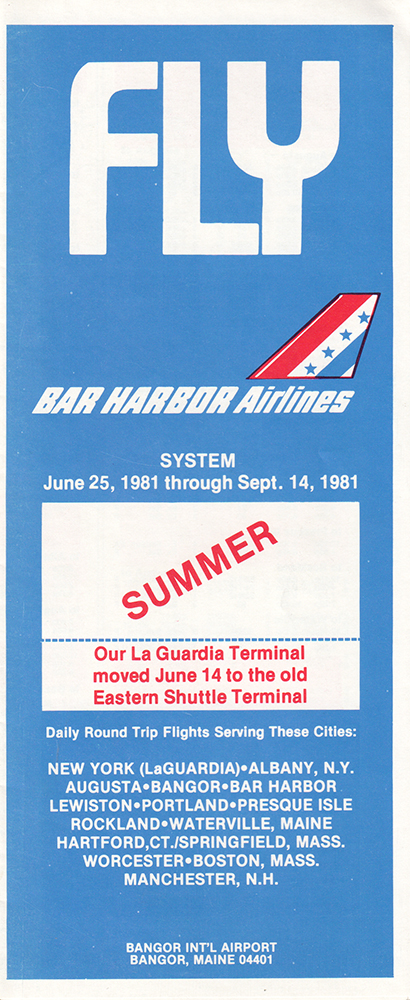 FLY
BAR HARBOR Airlines
SYSTEM
June 25, 1981 through Sept. 14, 1981
SUMMER
Our La Guardia Terminal
moved June 14 to the old
Eastern Shuttle Terminal
Daily Round Trip Flights Serving These Cities:
NEW YORK (LaGUARDIA)•ALBANY, N.Y.
AUGUSTA•BANGOR•BAR HARBOR
LEWISTON•PORTLAND•PRESQUE ISLE
ROCKLAND•WATERVILLE, MAINE
HARTFORD,CT./SPRINGFIELD, MASS.
WORCESTER•BOSTON, MASS.
MANCHESTER, N.H.
BANGOR INT'L AIRPORT
BANGOR, MAINE 04401